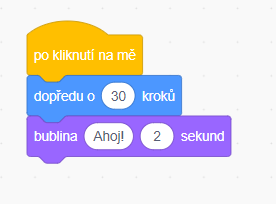 po kliknutí na mě
dopředu o 30 kroků
bublina Ahoj! 2 sekund